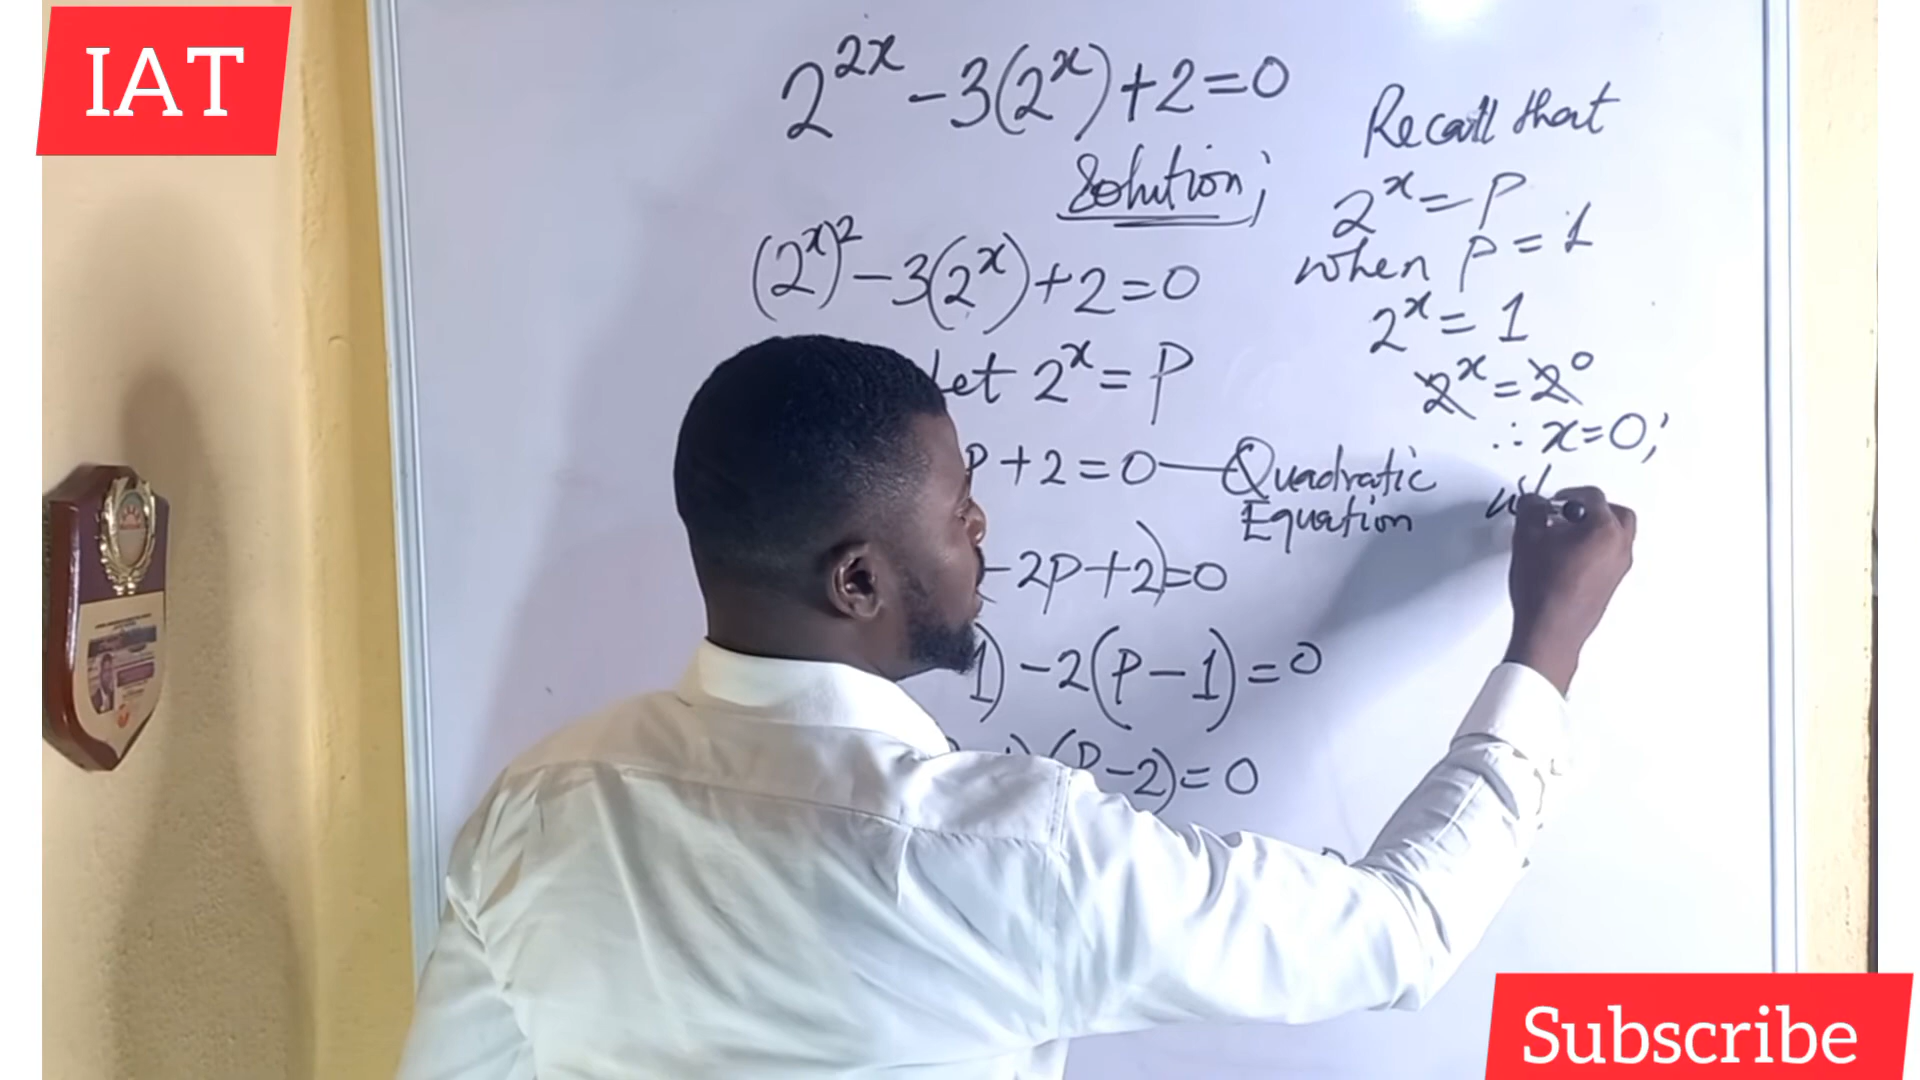 IAT
2^{2x} - 3(2^x) + 2 = 0
Solution;
(2^x)^2 - 3(2^x) + 2 = 0
Let 2^x = P
P + 2 = 0 — Quadratic
Equation
- 2P + 2) = 0
1) - 2(P - 1) = 0
(P - 2) = 0
Recall that
2^x = P
when P = 1
2^x = 1
2^x = 2^0
∴ x = 0;
Subscribe